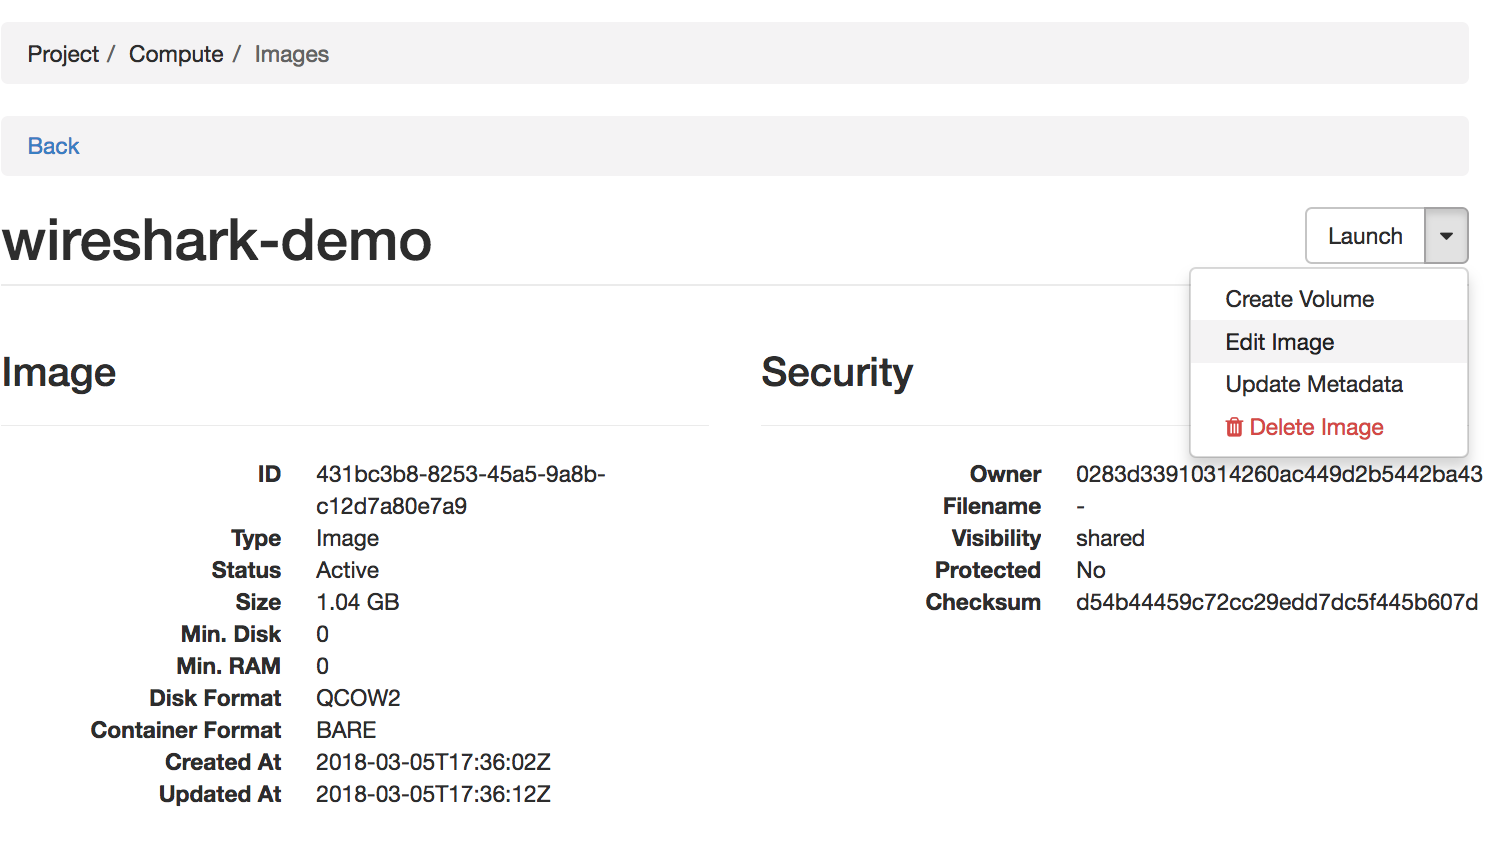 Project / Compute / Images
Back
wireshark-demo
Launch
Create Volume
Edit Image
Update Metadata
Delete Image
Image
ID 431bc3b8-8253-45a5-9a8b-
c12d7a80e7a9
Type Image
Status Active
Size 1.04 GB
Min. Disk 0
Min. RAM 0
Disk Format QCOW2
Container Format BARE
Created At 2018-03-05T17:36:02Z
Updated At 2018-03-05T17:36:12Z
Security
Owner 0283d33910314260ac449d2b5442ba43
Filename -
Visibility shared
Protected No
Checksum d54b44459c72cc29edd7dc5f445b607d